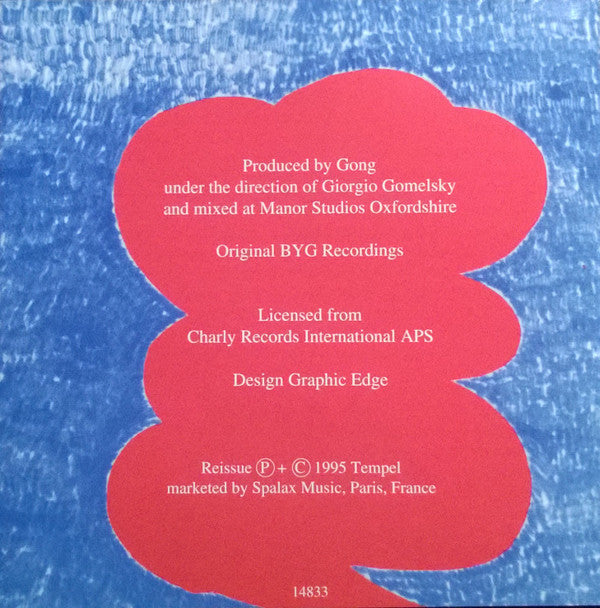 Produced by Gong
under the direction of Giorgio Gomelsky
and mixed at Manor Studios Oxfordshire
Original BYG Recordings
Licensed from
Charly Records International APS
Design Graphic Edge
Reissue Ⓟ + Ⓒ 1995 Tempel
marketed by Spalax Music, Paris, France
14833